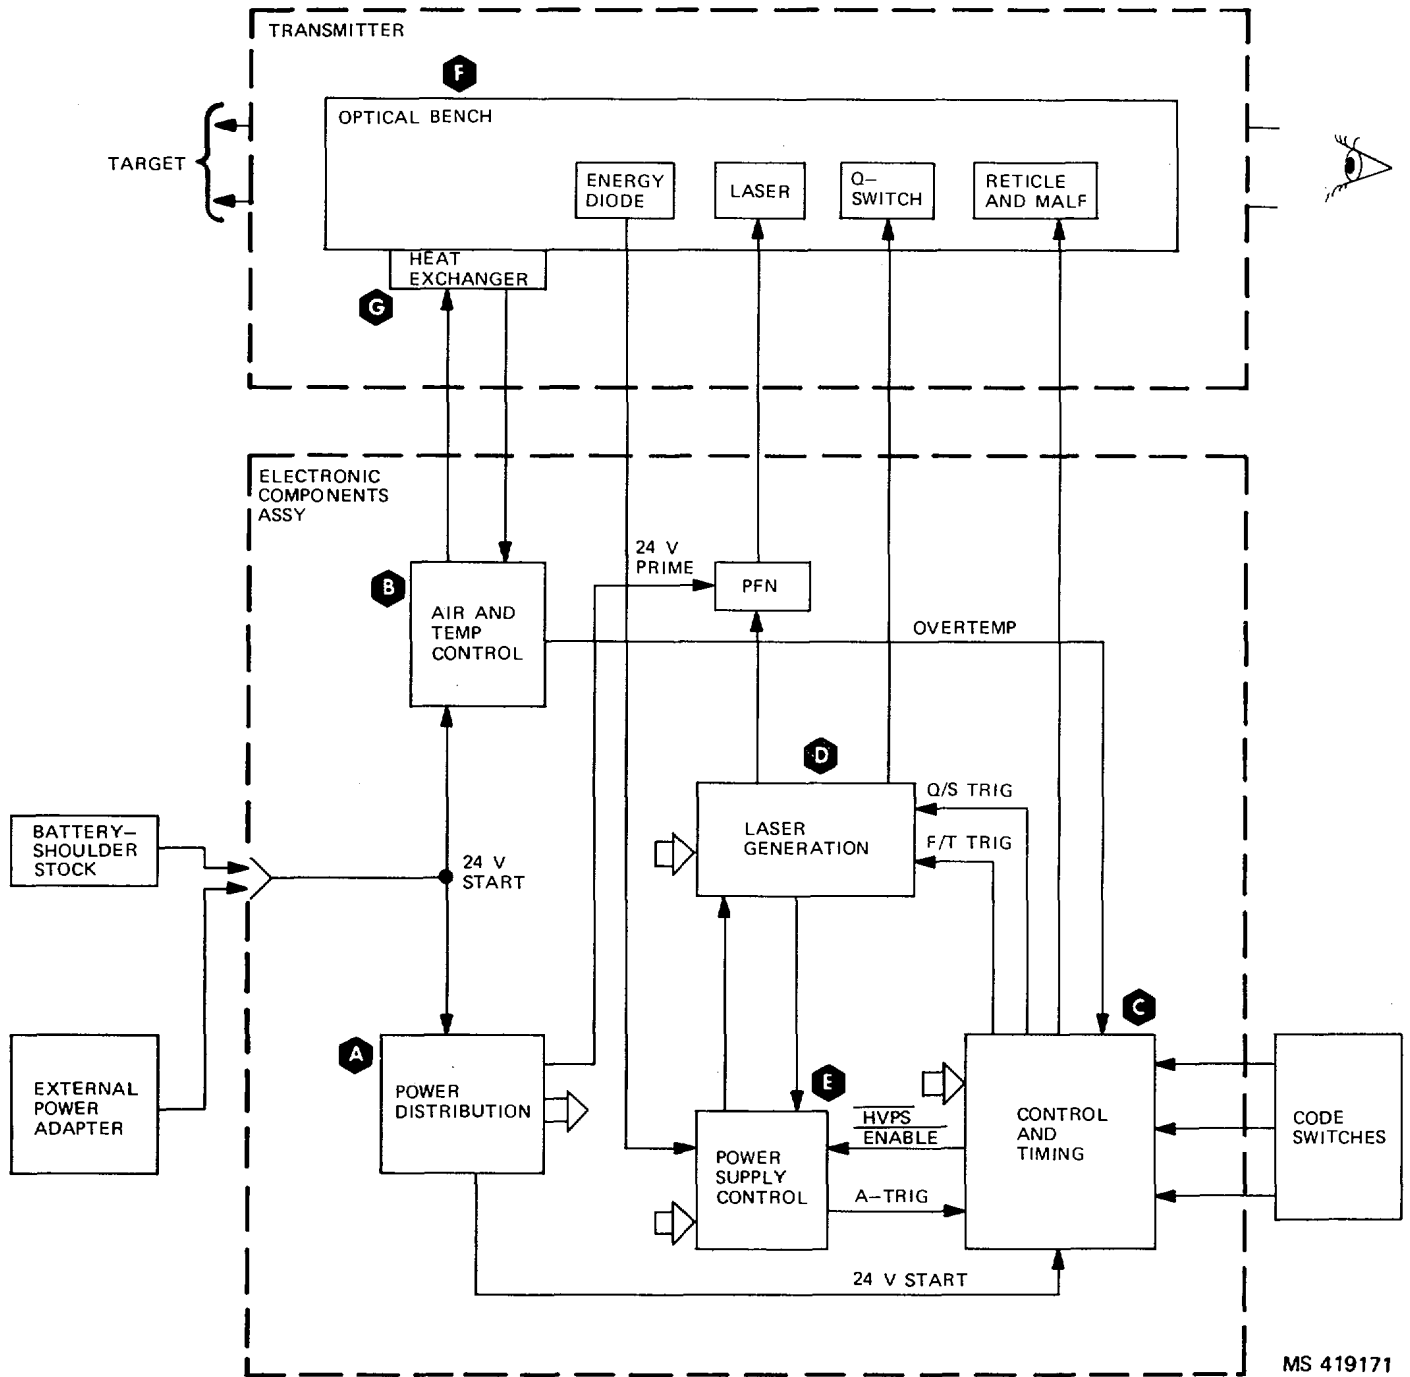 TRANSMITTER
F
OPTICAL BENCH
TARGET
ENERGY
DIODE
LASER
Q–
SWITCH
RETICLE
AND MALF
HEAT
EXCHANGER
G
ELECTRONIC
COMPONENTS
ASSY
24 V
PRIME
B
AIR AND
TEMP
CONTROL
PFN
OVERTEMP
D
Q/S TRIG
LASER
GENERATION
F/T TRIG
BATTERY–
SHOULDER
STOCK
24 V
START
C
A
E
EXTERNAL
POWER
ADAPTER
POWER
DISTRIBUTION
HVPS
ENABLE
CONTROL
AND
TIMING
CODE
SWITCHES
POWER
SUPPLY
CONTROL
A–TRIG
24 V START
MS 419171